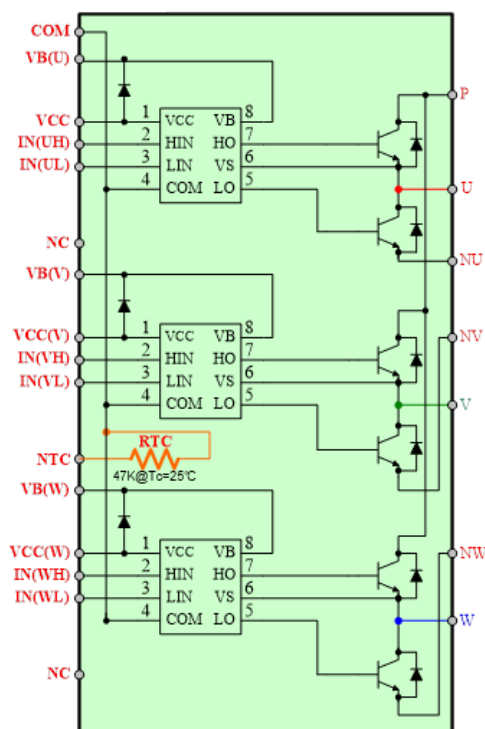 COM
VB(U)
P
VCC 1 VCC VB 8
IN(UH) 2 HIN HO 7
IN(UL) 3 LIN VS 6
4 COM LO 5
U
NC
NU
VB(V)
VCC(V) 1 VCC VB 8 NV
IN(VH) 2 HIN HO 7
IN(VL) 3 LIN VS 6
4 COM LO 5 V
RTC
NTC
47K@Tc=25℃
VB(W)
VCC(W) 1 VCC VB 8 NW
IN(WH) 2 HIN HO 7
IN(WL) 3 LIN VS 6
4 COM LO 5 W
NC